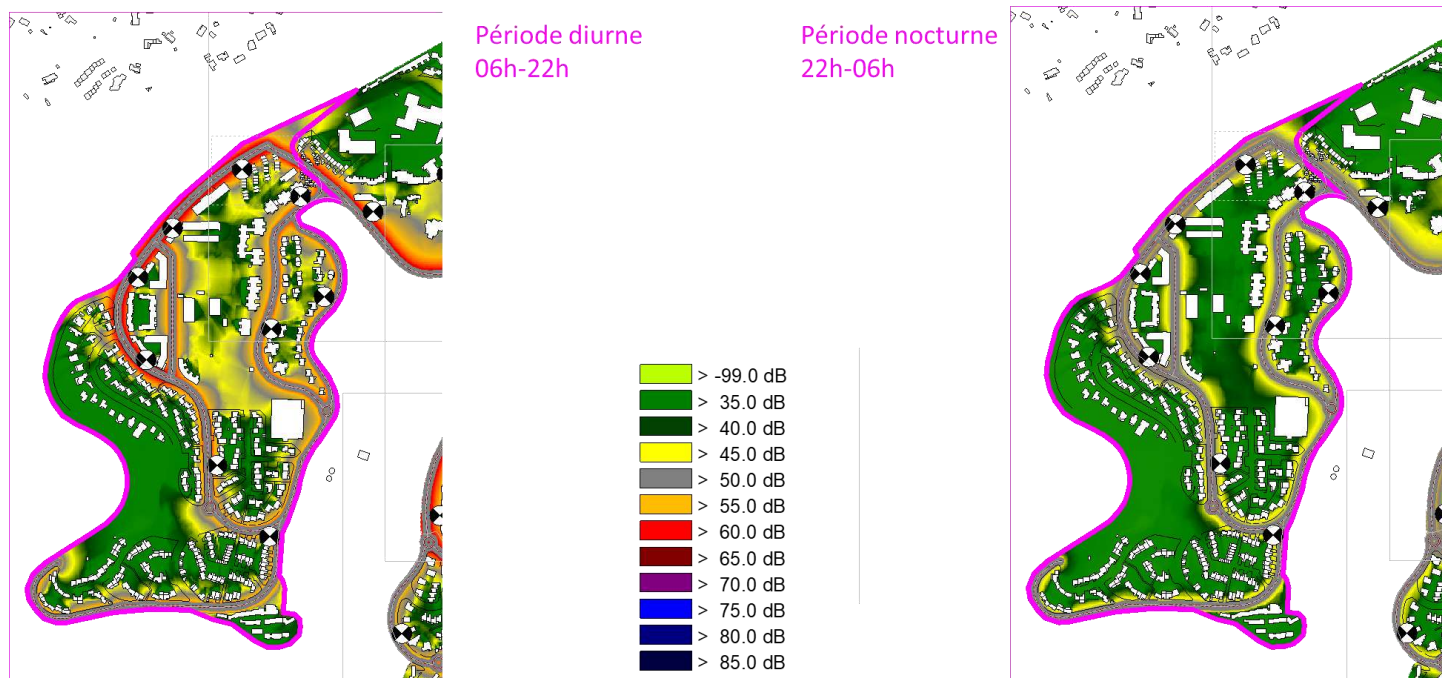 Période diurne
06h-22h
Période nocturne
22h-06h
> -99.0 dB
> 35.0 dB
> 40.0 dB
> 45.0 dB
> 50.0 dB
> 55.0 dB
> 60.0 dB
> 65.0 dB
> 70.0 dB
> 75.0 dB
> 80.0 dB
> 85.0 dB